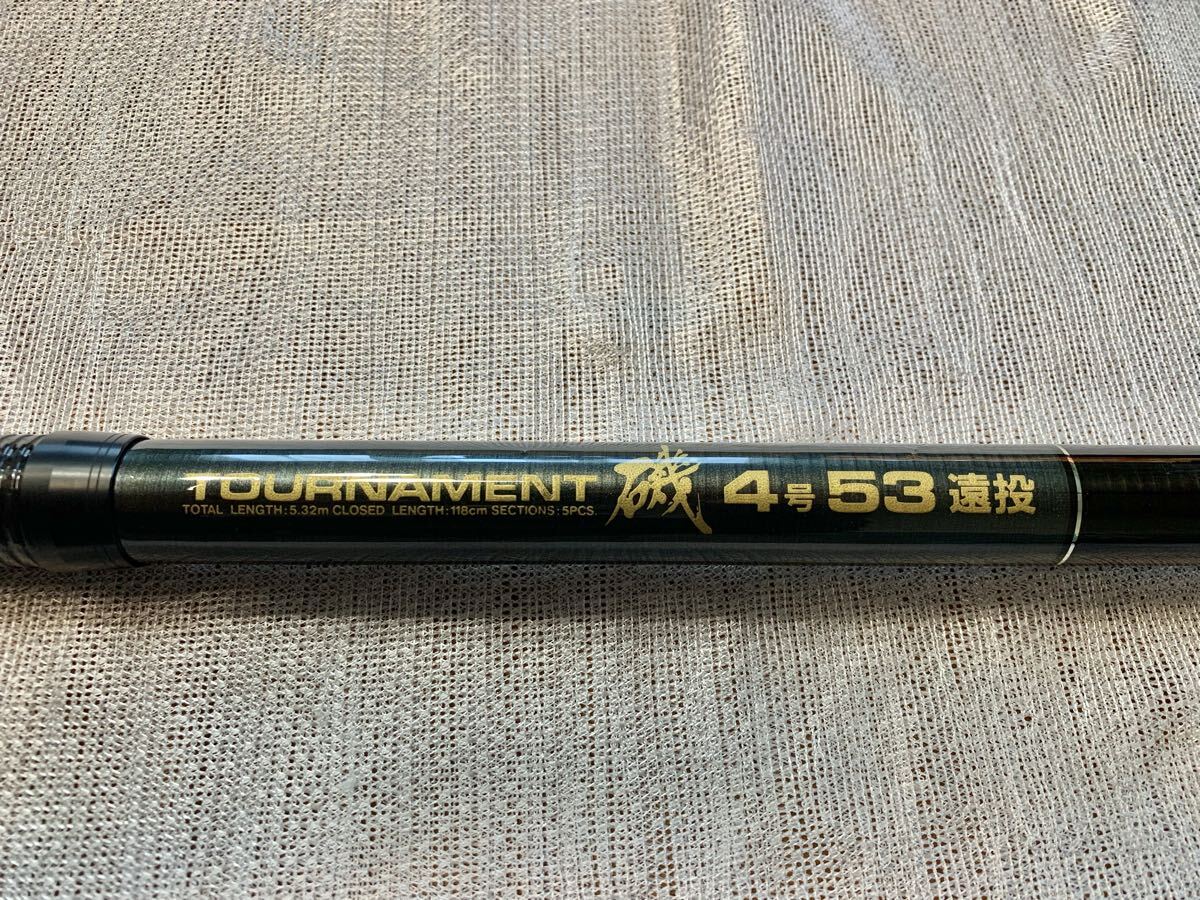 TOURNAMENT 磯 4号 53 遠投
TOTAL LENGTH:5.32m CLOSED LENGTH:118cm SECTIONS:5PCS.